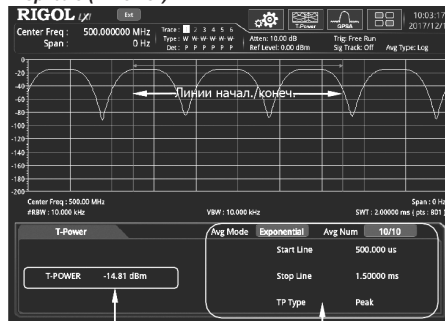 RIGOL LXI Ext 10:03:17
2017/12/1
Center Freq : 500.000000 MHz
Span : 0 Hz
Trace : 1 2 3 4 5 6
Type : W W W W W W
Det : P P P P P P
T.Power
GPSA
Atten: 10.00 dB
Ref Level: 0.00 dBm
Trig: Free Run
Sig Track: Off
Avg Type: Log
0
-20
-40
-60
-80
-100
-120
-140
-160
-180
-200
Линии начал./конеч.
Center Freq : 500.00 MHz Span : 0 Hz
#RBW : 10.000 kHz VBW : 10.000 kHz SWT : 2.00000 ms ( pts : 801 )
T-Power
T-POWER -14.81 dBm
Avg Mode Exponential Avg Num 10/10
Start Line 500.000 us
Stop Line 1.50000 ms
TP Type Peak